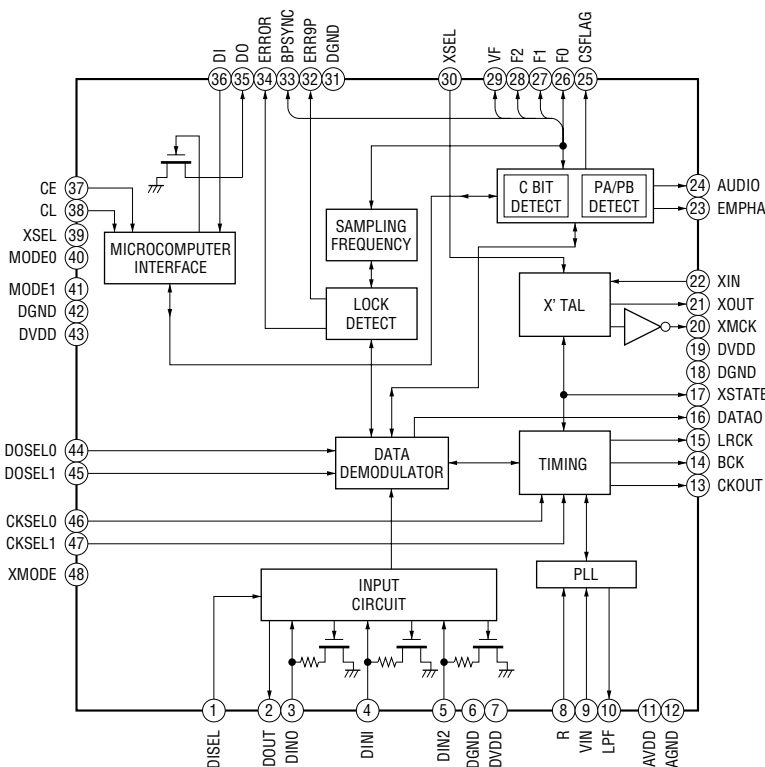 DI
DO
ERROR
BPSYNC
ERR9P
DGND
XSEL
VF
F2
F1
F0
CSFLAG
36
35
34
33
32
31
30
29
28
27
26
25
CE 37
CL 38
XSEL 39
MODE0 40
MODE1 41
DGND 42
DVDD 43
DOSEL0 44
DOSEL1 45
CKSEL0 46
CKSEL1 47
XMODE 48
MICROCOMPUTER
INTERFACE
SAMPLING
FREQUENCY
LOCK
DETECT
C BIT
DETECT
PA/PB
DETECT
X' TAL
DATA
DEMODULATOR
TIMING
INPUT
CIRCUIT
PLL
24 AUDIO
23 EMPHA
22 XIN
21 XOUT
20 XMCK
19 DVDD
18 DGND
17 XSTATE
16 DATAO
15 LRCK
14 BCK
13 CKOUT
1
2
3
4
5
6
7
8
9
10
11
12
DISEL
DOUT
DINO
DINI
DIN2
DGND
DVDD
R
VIN
LPF
AVDD
AGND